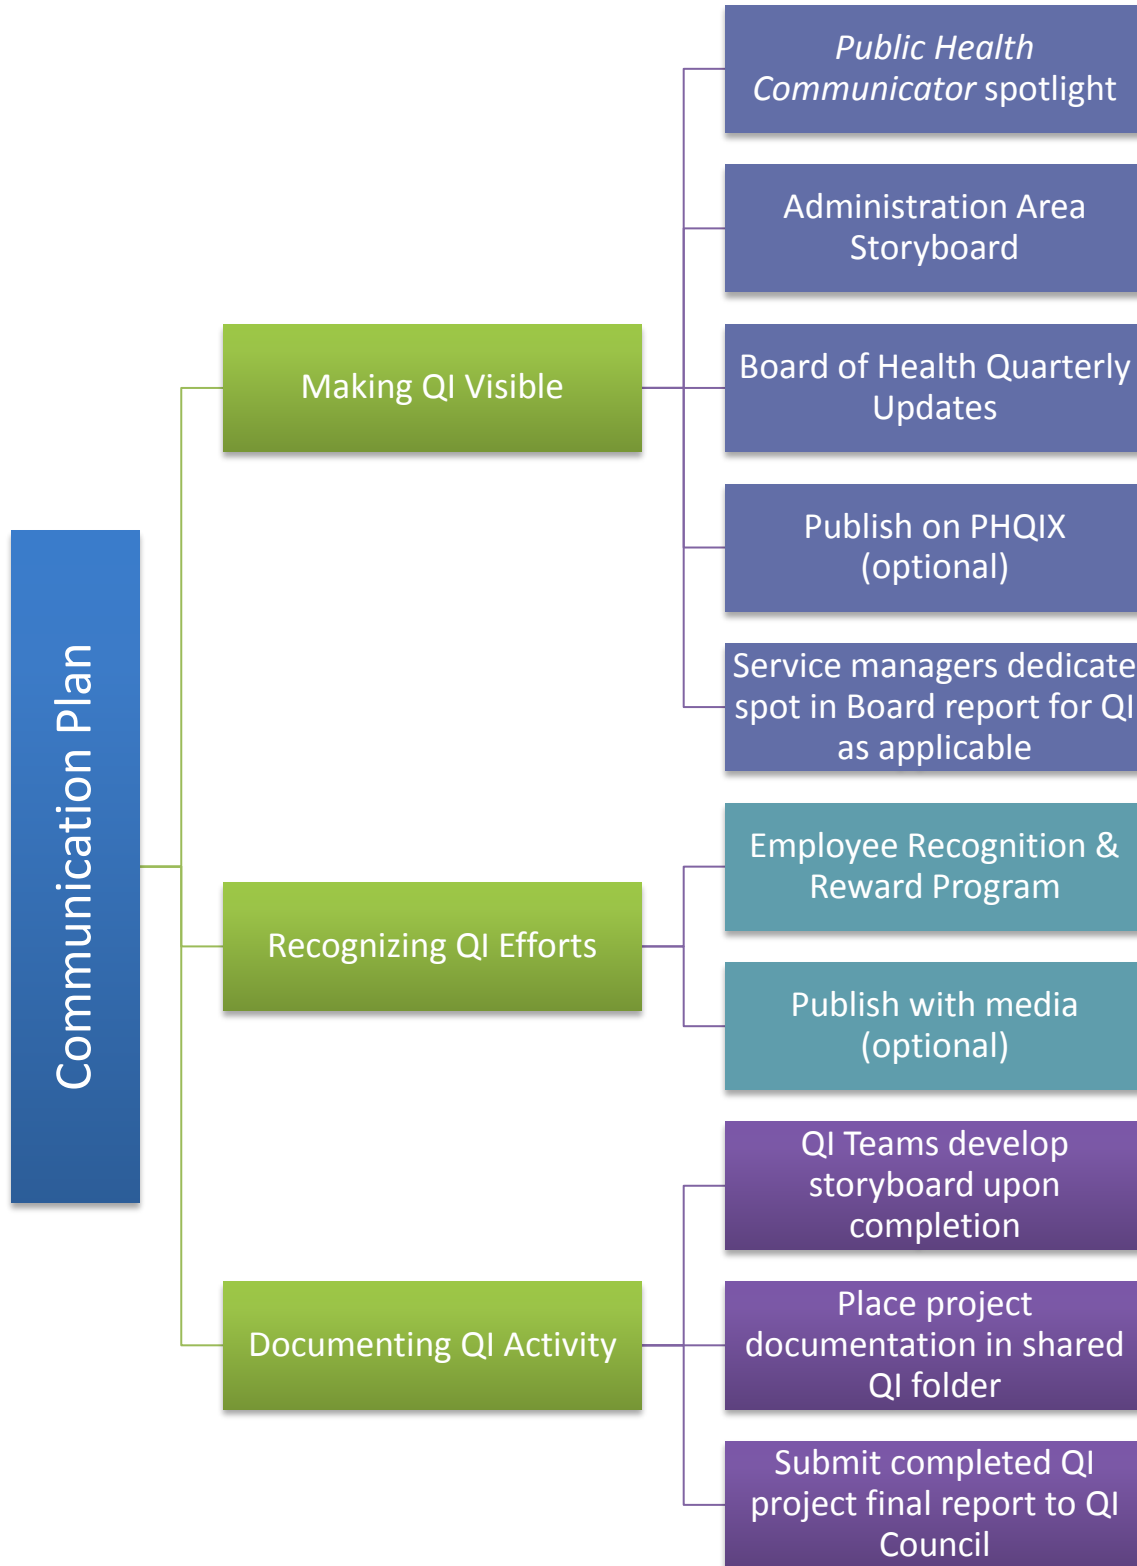 Communication Plan
Making QI Visible
Public Health
Communicator spotlight
Administration Area
Storyboard
Board of Health Quarterly
Updates
Publish on PHQIX
(optional)
Service managers dedicate
spot in Board report for QI
as applicable
Recognizing QI Efforts
Employee Recognition &
Reward Program
Publish with media
(optional)
Documenting QI Activity
QI Teams develop
storyboard upon
completion
Place project
documentation in shared
QI folder
Submit completed QI
project final report to QI
Council